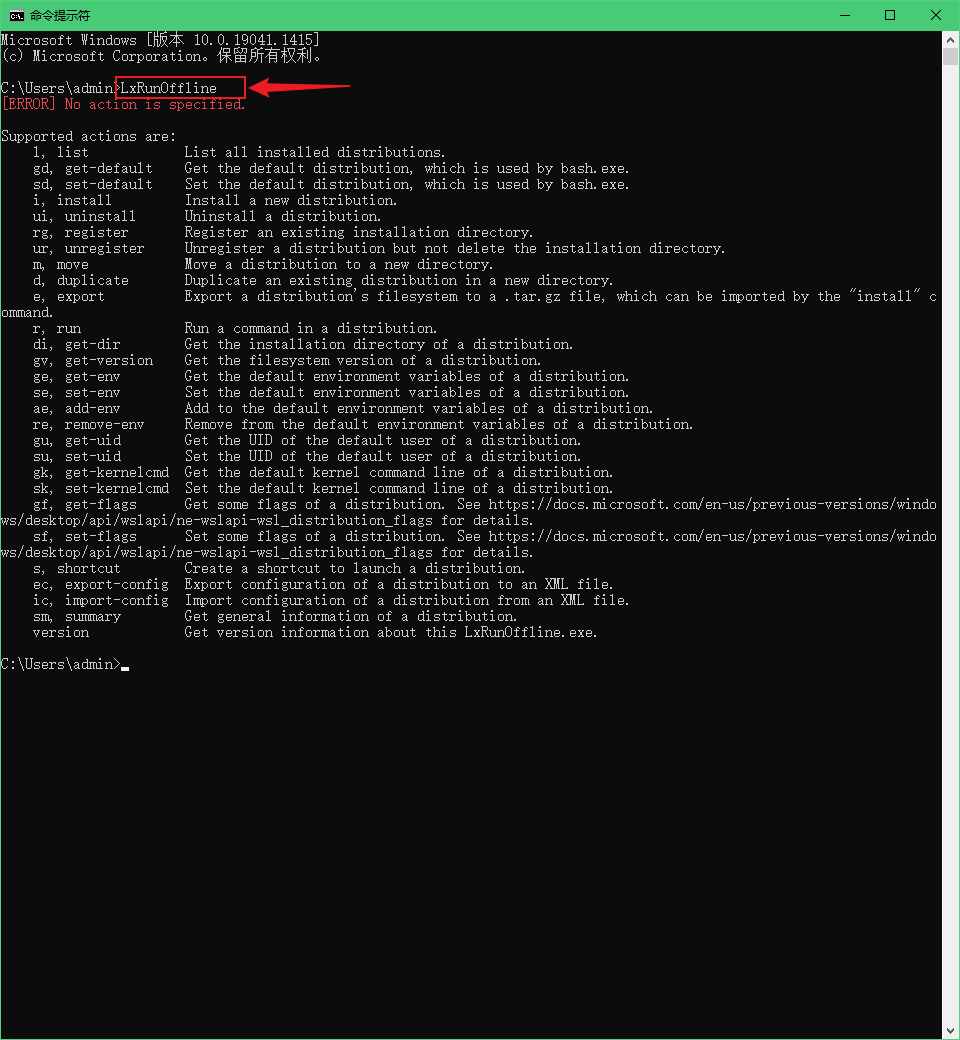 命令提示符
Microsoft Windows [版本 10.0.19041.1415]
(c) Microsoft Corporation。保留所有权利。
C:\Users\admin>LxRunOffline
[ERROR] No action is specified.
Supported actions are:
l, list List all installed distributions.
gd, get-default Get the default distribution, which is used by bash.exe.
sd, set-default Set the default distribution, which is used by bash.exe.
i, install Install a new distribution.
ui, uninstall Uninstall a distribution.
rg, register Register an existing installation directory.
ur, unregister Unregister a distribution but not delete the installation directory.
m, move Move a distribution to a new directory.
d, duplicate Duplicate an existing distribution in a new directory.
e, export Export a distribution's filesystem to a .tar.gz file, which can be imported by the "install" c
ommand.
r, run Run a command in a distribution.
di, get-dir Get the installation directory of a distribution.
gv, get-version Get the filesystem version of a distribution.
ge, get-env Get the default environment variables of a distribution.
se, set-env Set the default environment variables of a distribution.
ae, add-env Add to the default environment variables of a distribution.
re, remove-env Remove from the default environment variables of a distribution.
gu, get-uid Get the UID of the default user of a distribution.
su, set-uid Set the UID of the default user of a distribution.
gk, get-kernelcmd Get the default kernel command line of a distribution.
sk, set-kernelcmd Set the default kernel command line of a distribution.
gf, get-flags Get some flags of a distribution. See https://docs.microsoft.com/en-us/previous-versions/windo
ws/desktop/api/wslapi/ne-wslapi-wsl_distribution_flags for details.
sf, set-flags Set some flags of a distribution. See https://docs.microsoft.com/en-us/previous-versions/windo
ws/desktop/api/wslapi/ne-wslapi-wsl_distribution_flags for details.
s, shortcut Create a shortcut to launch a distribution.
ec, export-config Export configuration of a distribution to an XML file.
ic, import-config Import configuration of a distribution from an XML file.
sm, summary Get general information of a distribution.
version Get version information about this LxRunOffline.exe.
C:\Users\admin>